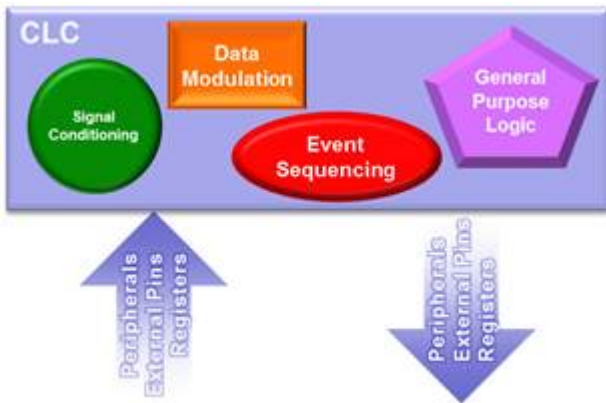 CLC
Signal
Conditioning
Data
Modulation
Event
Sequencing
General
Purpose
Logic
Peripherals
External Pins
Registers
Peripherals
External Pins
Registers